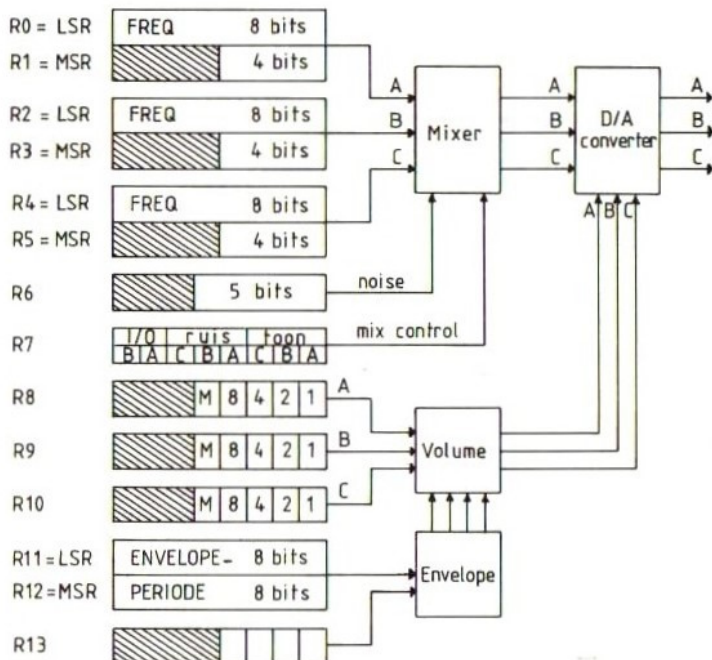 R0 = LSR FREQ 8 bits
R1 = MSR 4 bits
A A A
R2 = LSR FREQ 8 bits
B Mixer B D/A converter B
R3 = MSR 4 bits
C C C
R4 = LSR FREQ 8 bits
R5 = MSR 4 bits
A B C
R6 5 bits noise
R7 I/O ruis toon mix control
B A C B A C B A
R8 M 8 4 2 1 A
R9 M 8 4 2 1 B Volume
R10 M 8 4 2 1 C
R11 = LSR ENVELOPE- 8 bits
Envelope
R12 = MSR PERIODE 8 bits
R13